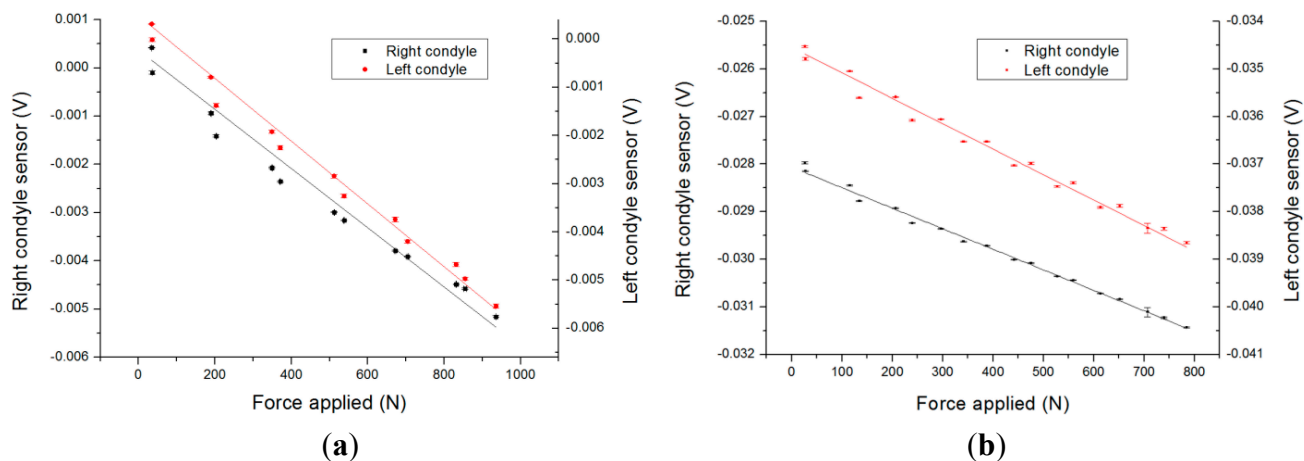 0.001
0.000
-0.001
-0.002
-0.003
-0.004
-0.005
-0.006
Right condyle sensor (V)
Right condyle
Left condyle
0.000
-0.001
-0.002
-0.003
-0.004
-0.005
-0.006
Left condyle sensor (V)
0 200 400 600 800 1000
Force applied (N)
(a)
-0.025
-0.026
-0.027
-0.028
-0.029
-0.030
-0.031
-0.032
Right condyle sensor (V)
Right condyle
Left condyle
-0.034
-0.035
-0.036
-0.037
-0.038
-0.039
-0.040
-0.041
Left condyle sensor (V)
0 100 200 300 400 500 600 700 800
Force applied (N)
(b)